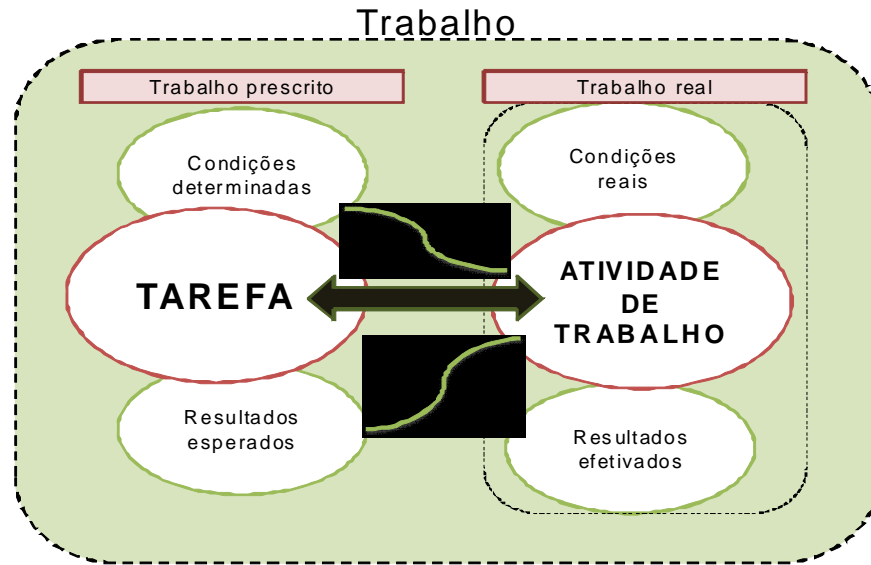 Trabalho
Trabalho prescrito
Trabalho real
Condições
determinadas
Condições
reais
TAREFA
ATIVIDADE
DE
TRABALHO
Resultados
esperados
Resultados
efetivados